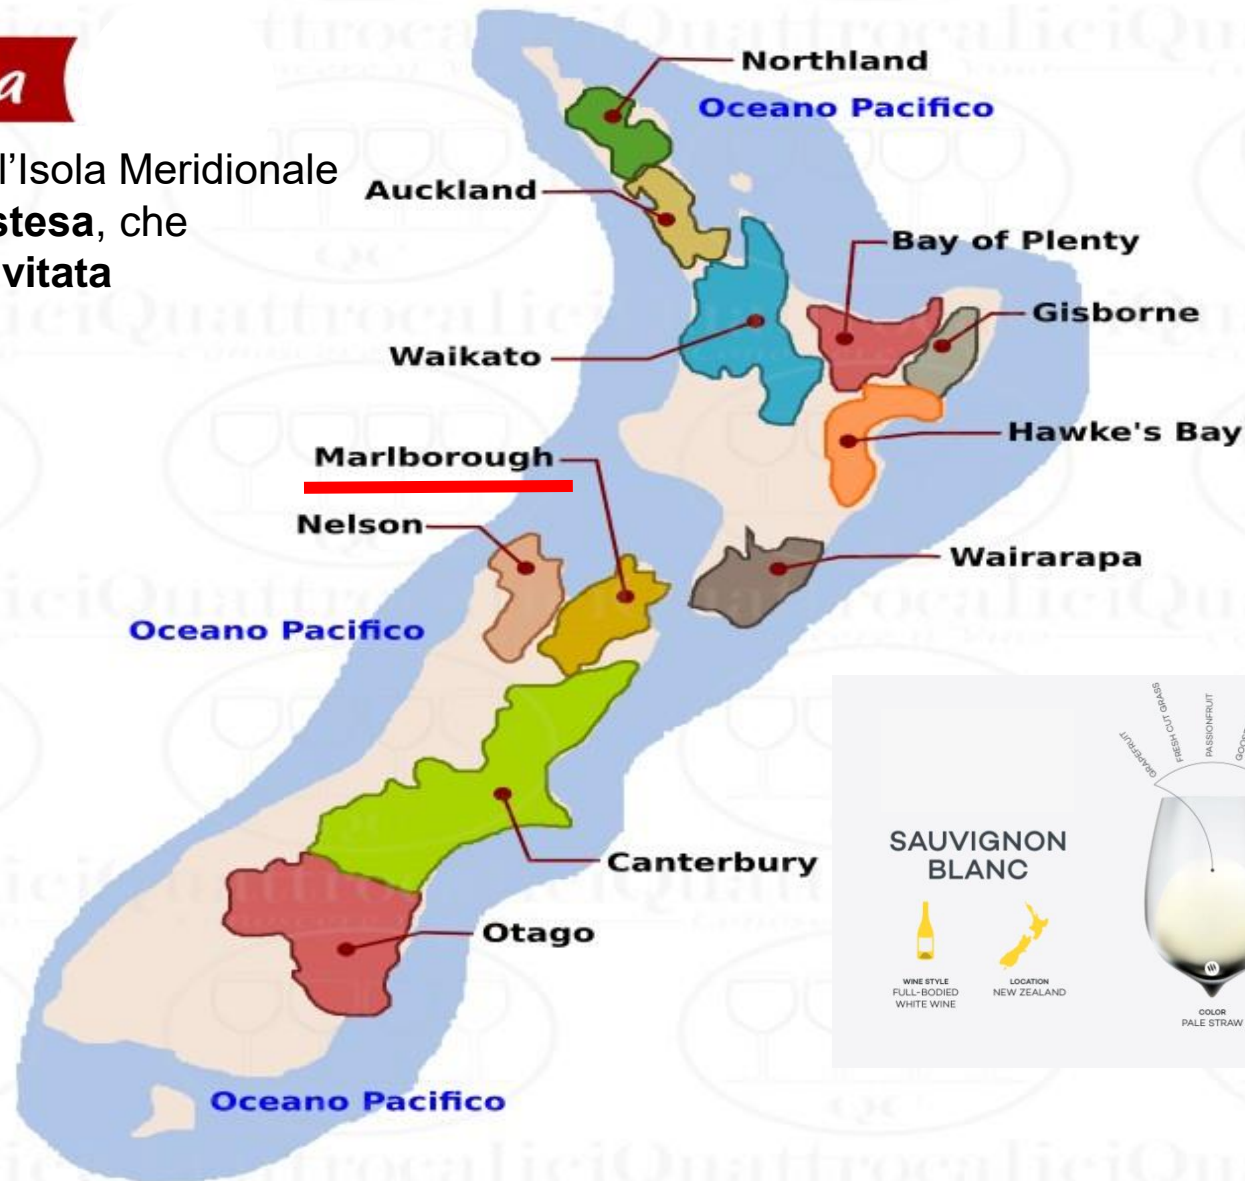 a
l'Isola Meridionale
stesa, che
vitata
Northland
Oceano Pacifico
Auckland
Bay of Plenty
Gisborne
Waikato
Hawke's Bay
Marlborough
Nelson
Wairarapa
Oceano Pacifico
Canterbury
Otago
Oceano Pacifico
SAUVIGNON
BLANC
WINE STYLE
FULL-BODIED
WHITE WINE
LOCATION
NEW ZEALAND
GRAPEFRUIT
FRESH CUT GRASS
PASSIONFRUIT
COLOR
PALE STRAW